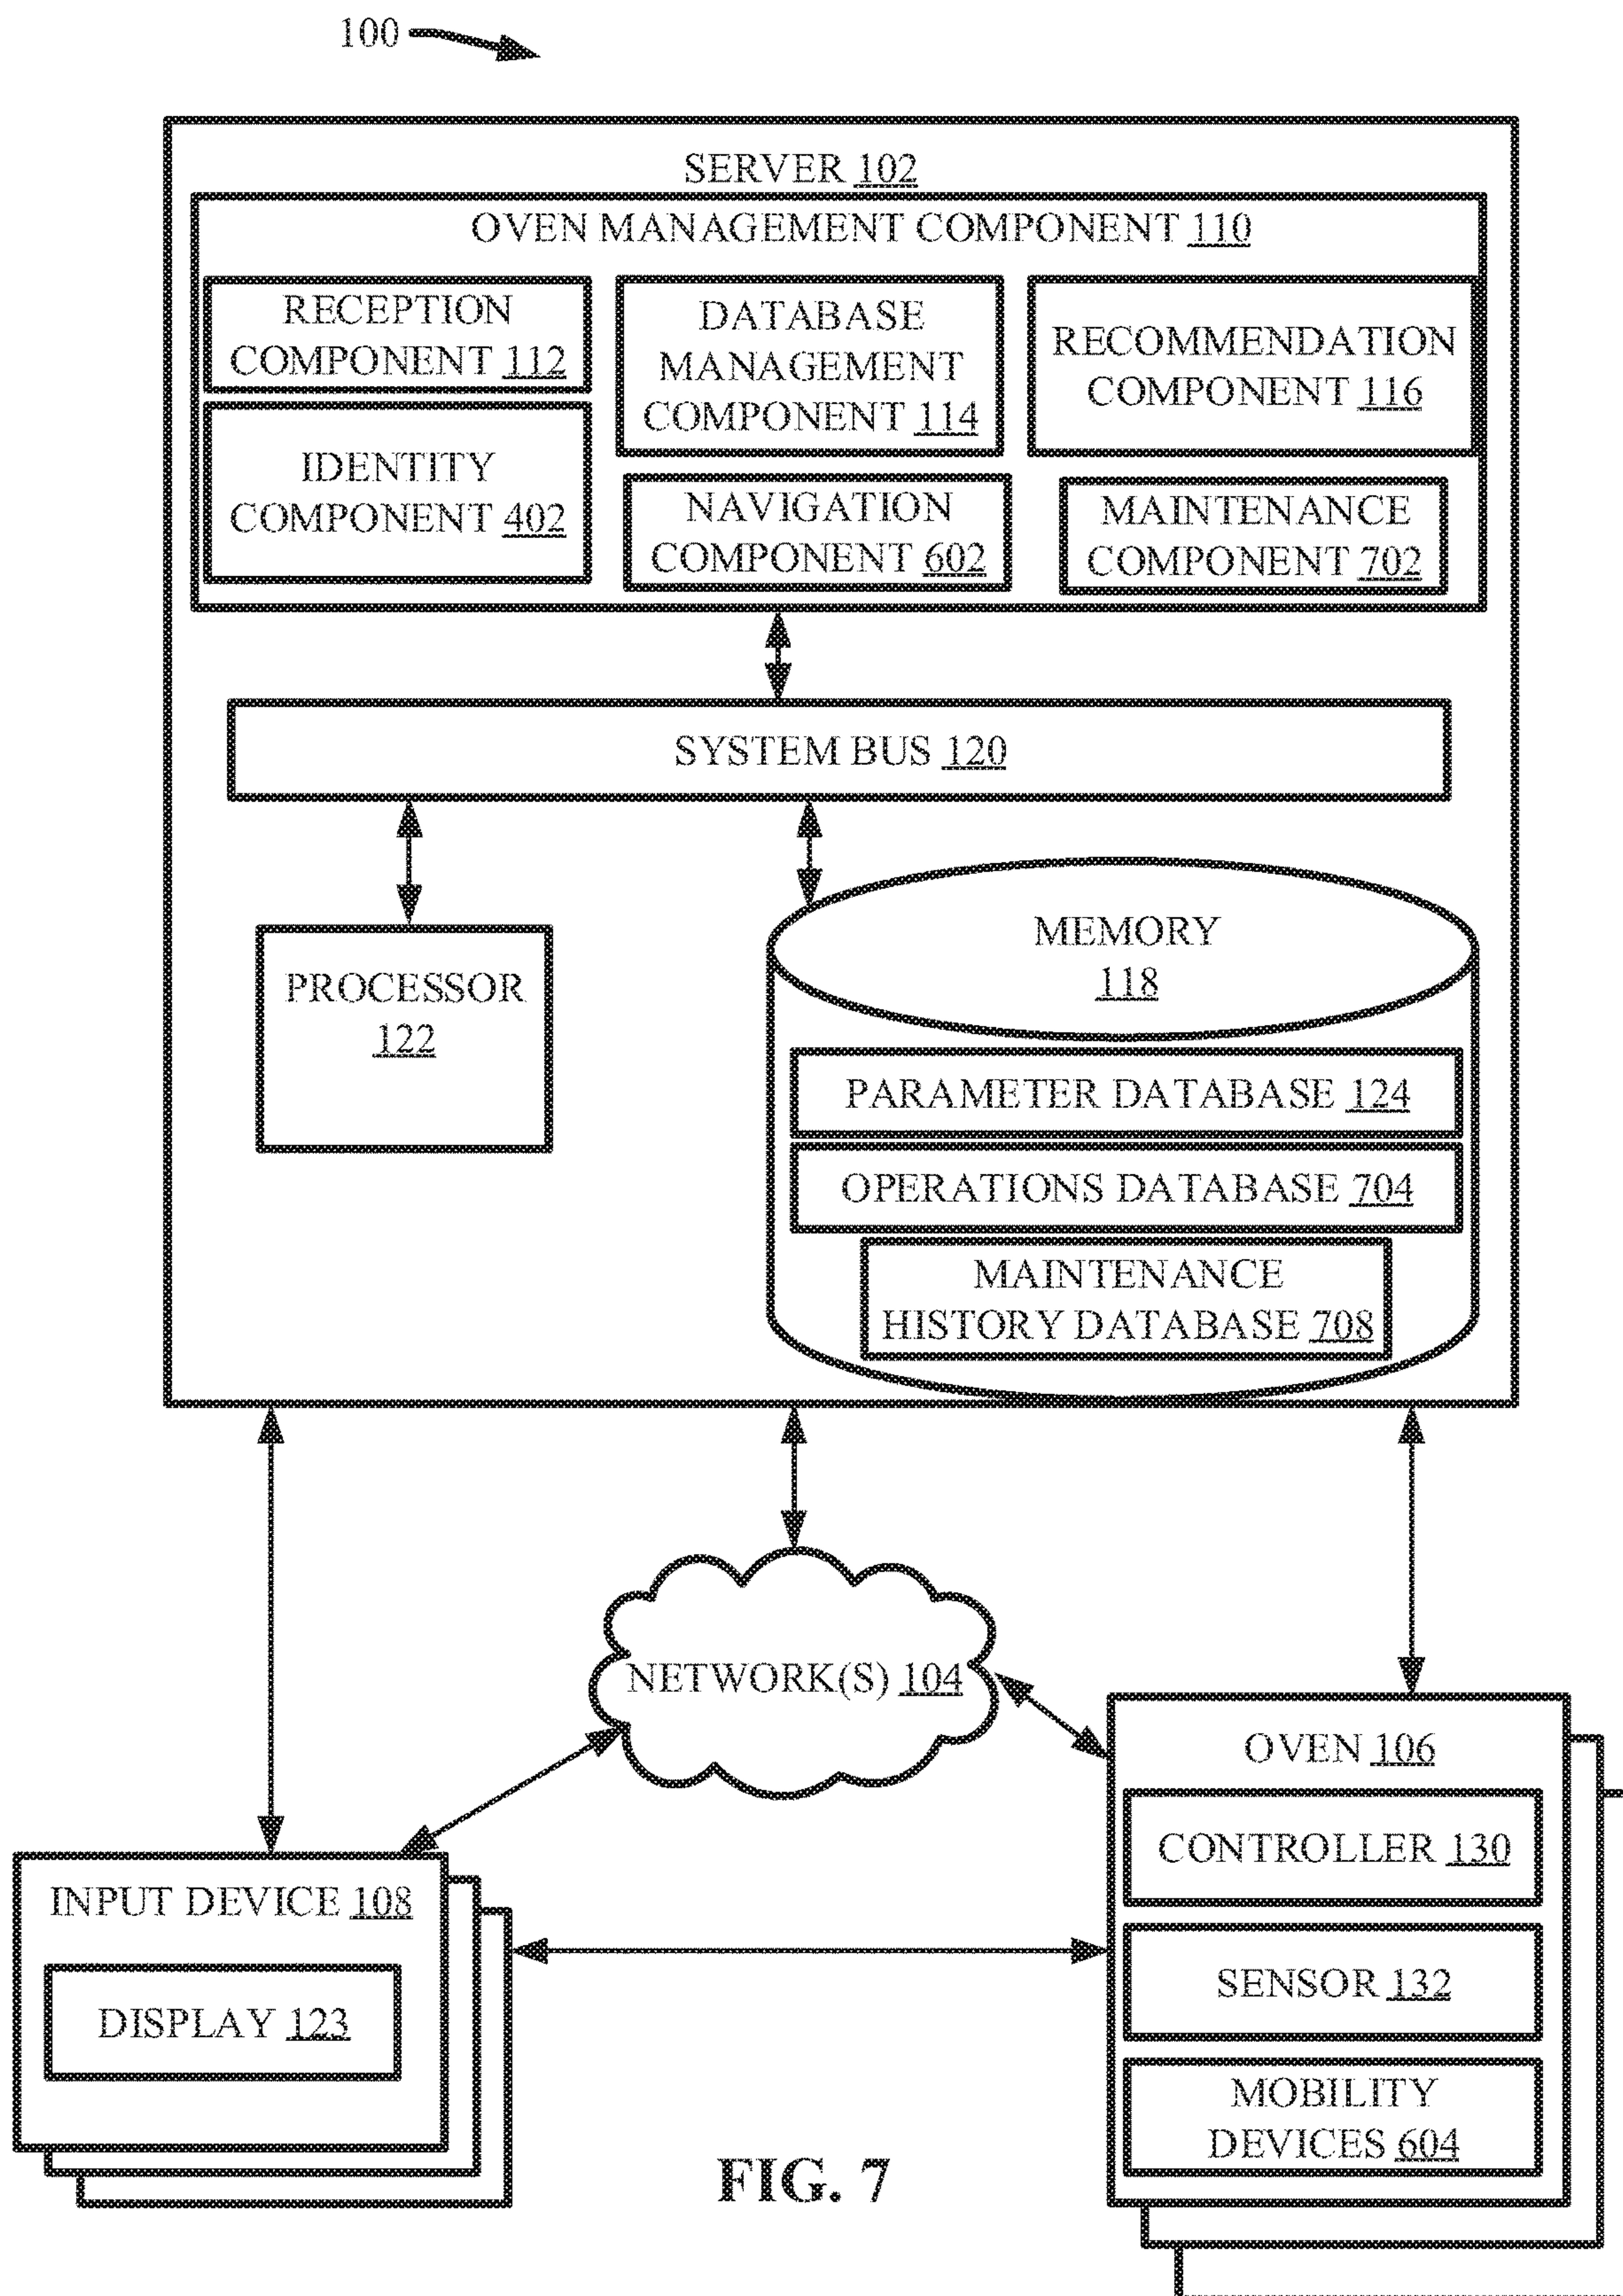 100
SERVER 102
OVEN MANAGEMENT COMPONENT 110
RECEPTION
COMPONENT 112
DATABASE
MANAGEMENT
COMPONENT 114
RECOMMENDATION
COMPONENT 116
IDENTITY
COMPONENT 402
NAVIGATION
COMPONENT 602
MAINTENANCE
COMPONENT 702
SYSTEM BUS 120
PROCESSOR
122
MEMORY
118
PARAMETER DATABASE 124
OPERATIONS DATABASE 704
MAINTENANCE
HISTORY DATABASE 708
NETWORK(S) 104
INPUT DEVICE 108
DISPLAY 123
OVEN 106
CONTROLLER 130
SENSOR 132
MOBILITY
DEVICES 604
FIG. 7